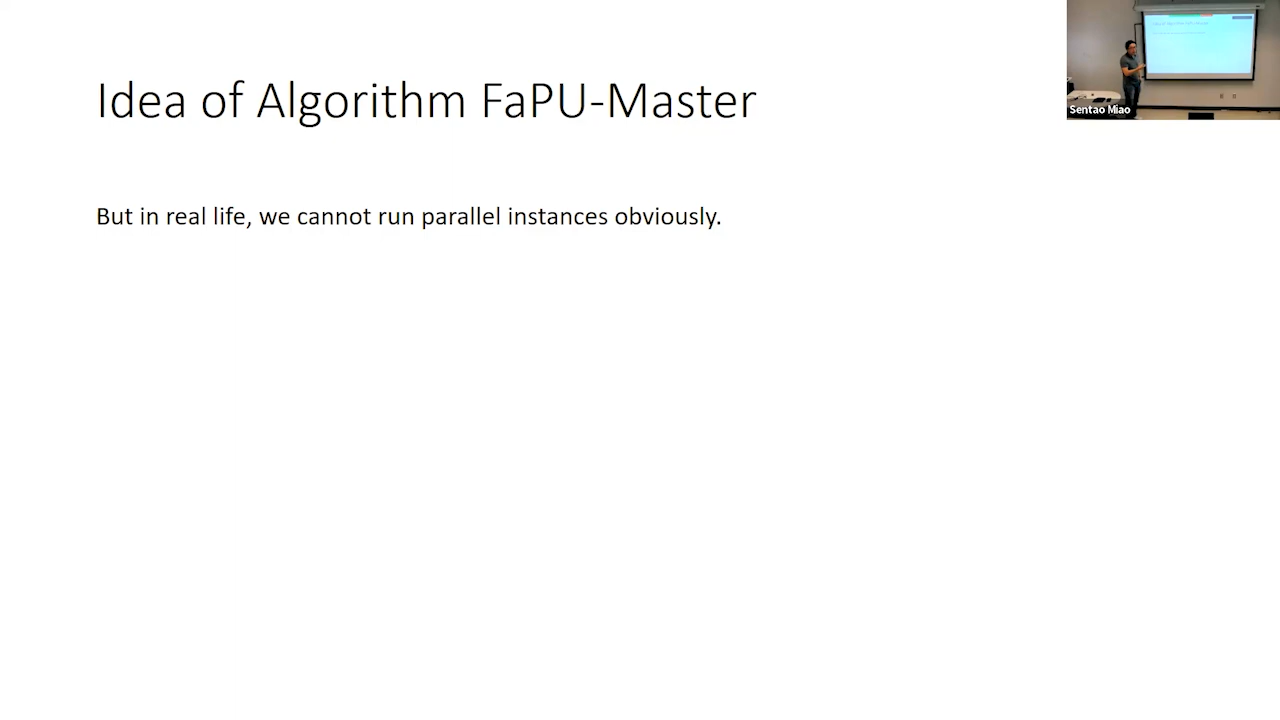 Idea of Algorithm FaPU-Master
But in real life, we cannot run parallel instances obviously.
Sentao Miao